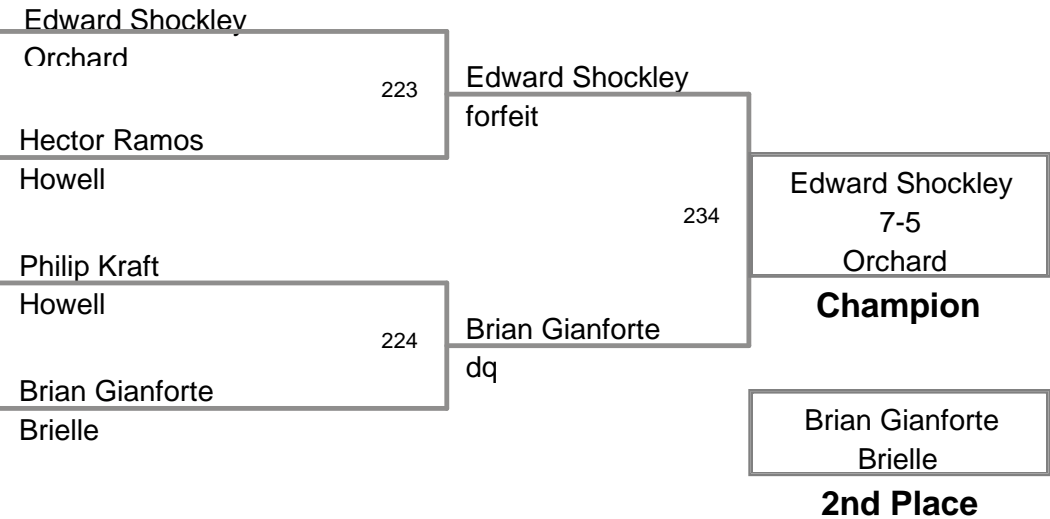 Edward Shockley
Orchard
223
Edward Shockley
forfeit
Hector Ramos
Howell
234
Edward Shockley
7-5
Orchard
Champion
Philip Kraft
Howell
224
Brian Gianforte
dq
Brian Gianforte
Brielle
Brian Gianforte
Brielle
2nd Place